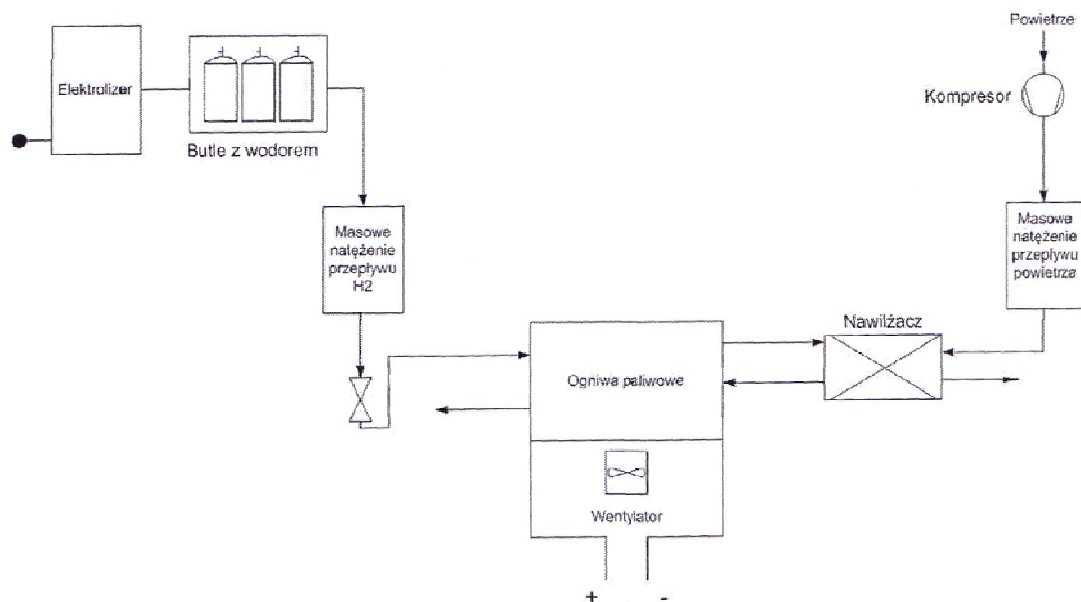 Powietrze
Elektrolizer
Kompresor
Butle z wodorem
Masowe
natężenie
przepływu
H2
Masowe
natężenie
przepływu
powietrza
Nawilżacz
Ogniwa paliwowe
Wentylator
+ -